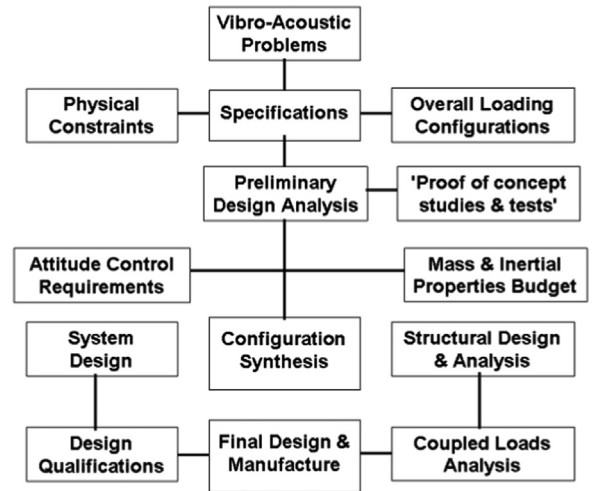 Vibro-Acoustic
Problems
Physical
Constraints
Specifications
Overall Loading
Configurations
Preliminary
Design Analysis
'Proof of concept
studies & tests'
Attitude Control
Requirements
Mass & Inertial
Properties Budget
System
Design
Configuration
Synthesis
Structural Design
& Analysis
Design
Qualifications
Final Design &
Manufacture
Coupled Loads
Analysis